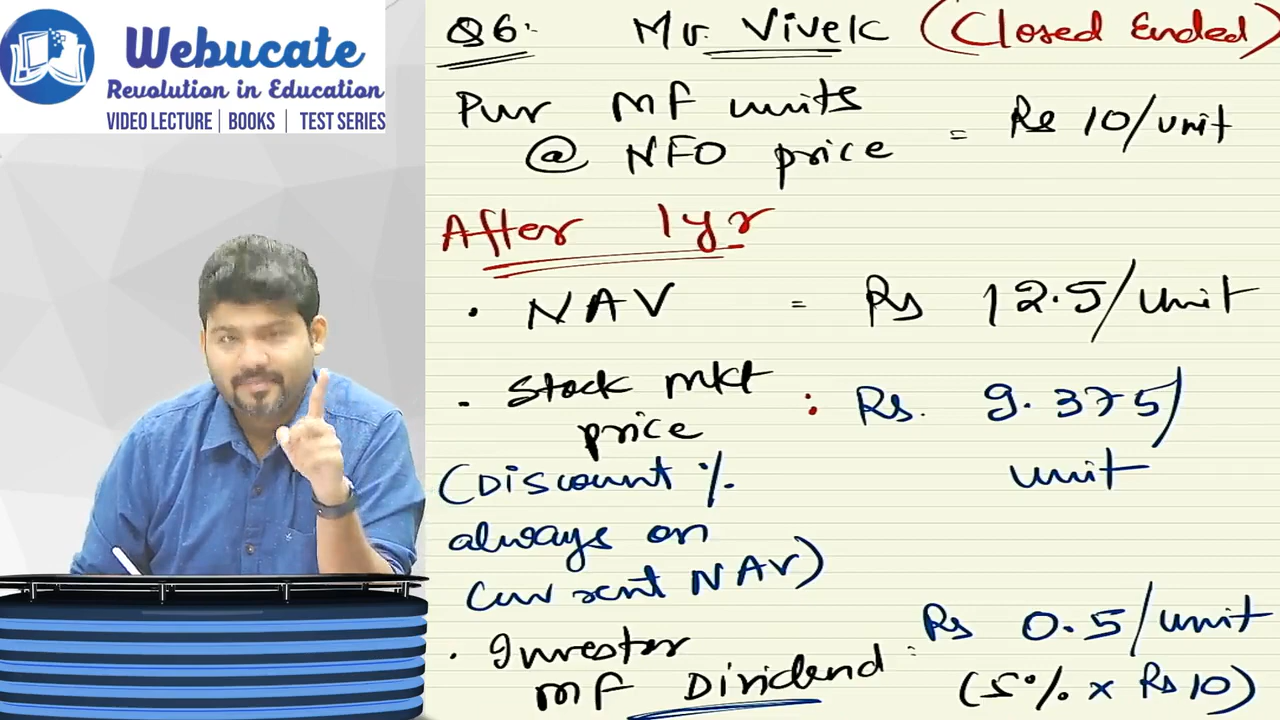 Webucate
Revolution in Education
VIDEO LECTURE | BOOKS | TEST SERIES
Q6:- Mr. Vivek (Closed Ended)
Pur MF units
@ NFO price = Rs 10/unit
After 1yr
• NAV = Rs 12.5/unit
• Stock mkt
price : Rs. 9.375/
unit
(Discount %
always on
current NAV)
• Investor
MF Dividend = Rs 0.5/unit
(5% x Rs 10)